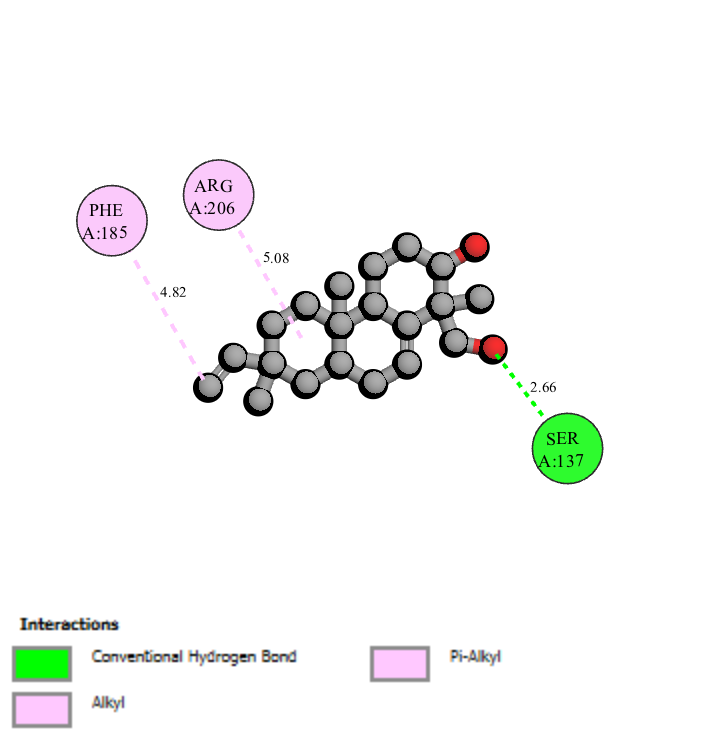 ARG
A:206
PHE
A:185
5.08
4.82
2.66
SER
A:137
Interactions
Conventional Hydrogen Bond
Pi-Alkyl
Alkyl